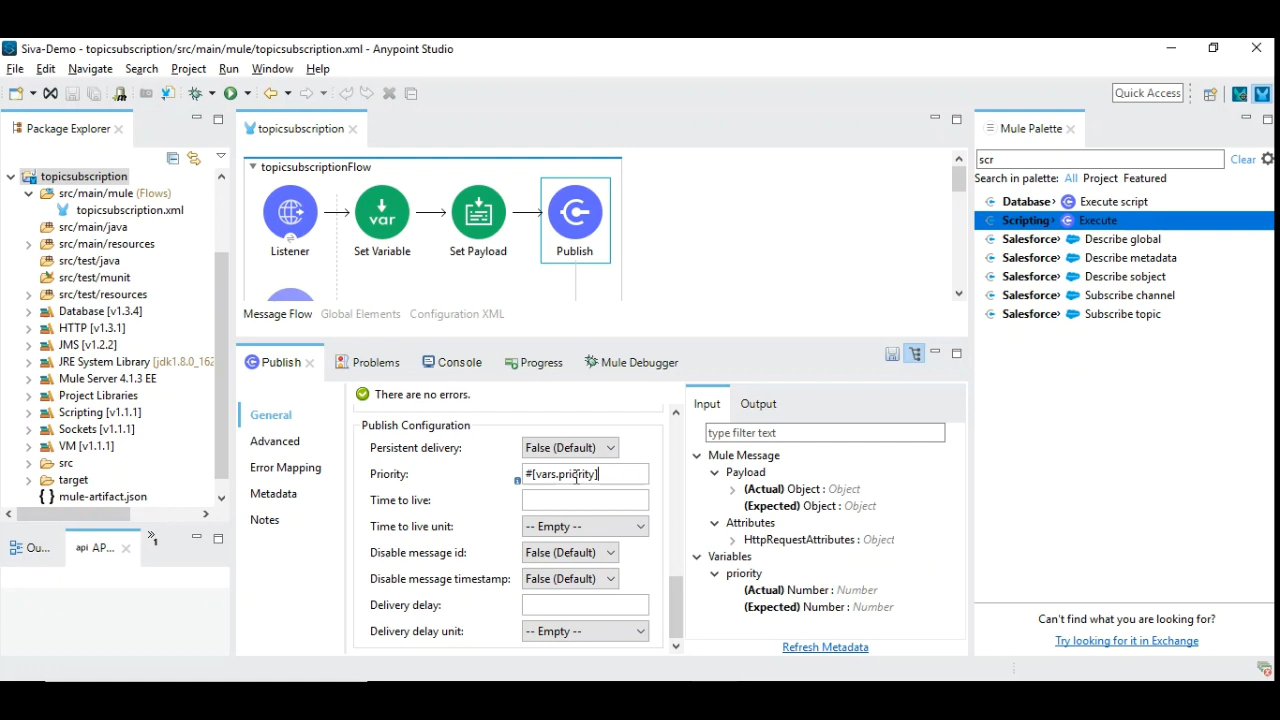 Siva-Demo - topicsubscription/src/main/mule/topicsubscription.xml - Anypoint Studio
File Edit Navigate Search Project Run Window Help
Quick Access
Package Explorer
topicsubscription
src/main/mule (Flows)
topicsubscription.xml
src/main/java
src/main/resources
src/test/java
src/test/munit
src/test/resources
Database [v1.3.4]
HTTP [v1.3.1]
JMS [v1.2.2]
JRE System Library [jdk1.8.0_162
Mule Server 4.1.3 EE
Project Libraries
Scripting [v1.1.1]
Sockets [v1.1.1]
VM [v1.1.1]
src
target
mule-artifact.json
Ou...
api AP...
1
topicsubscription
topicsubscriptionFlow
var
Listener Set Variable Set Payload Publish
Message Flow Global Elements Configuration XML
Publish Problems Console Progress Mule Debugger
There are no errors.
General
Advanced
Error Mapping
Metadata
Notes
Publish Configuration
Persistent delivery: False (Default)
Priority: #[vars.priority]
Time to live:
Time to live unit: -- Empty --
Disable message id: False (Default)
Disable message timestamp: False (Default)
Delivery delay:
Delivery delay unit: -- Empty --
Input Output
type filter text
Mule Message
Payload
(Actual) Object : Object
(Expected) Object : Object
Attributes
HttpRequestAttributes : Object
Variables
priority
(Actual) Number : Number
(Expected) Number : Number
Refresh Metadata
Mule Palette
scr
Clear
Search in palette: All Project Featured
Database> Execute script
Scripting> Execute
Salesforce> Describe global
Salesforce> Describe metadata
Salesforce> Describe sobject
Salesforce> Subscribe channel
Salesforce> Subscribe topic
Can't find what you are looking for?
Try looking for it in Exchange